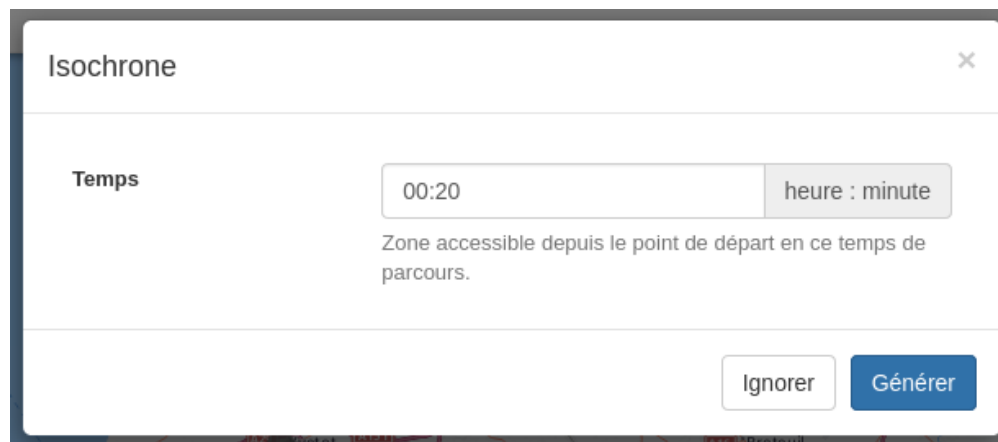 Isochrone ×
Temps
00:20 heure : minute
Zone accessible depuis le point de départ en ce temps de
parcours.
Ignorer Générer